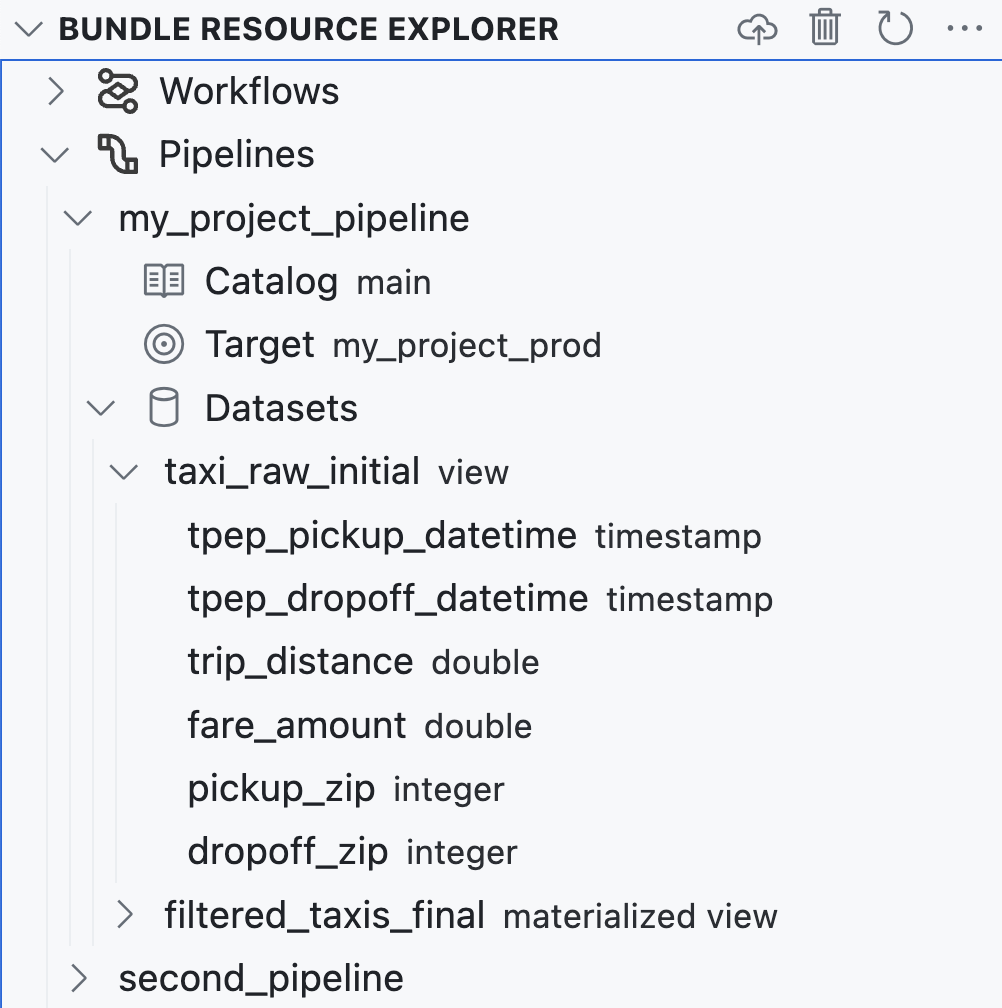 BUNDLE RESOURCE EXPLORER
Workflows
Pipelines
my_project_pipeline
Catalog main
Target my_project_prod
Datasets
taxi_raw_initial view
tpep_pickup_datetime timestamp
tpep_dropoff_datetime timestamp
trip_distance double
fare_amount double
pickup_zip integer
dropoff_zip integer
filtered_taxis_final materialized view
second_pipeline